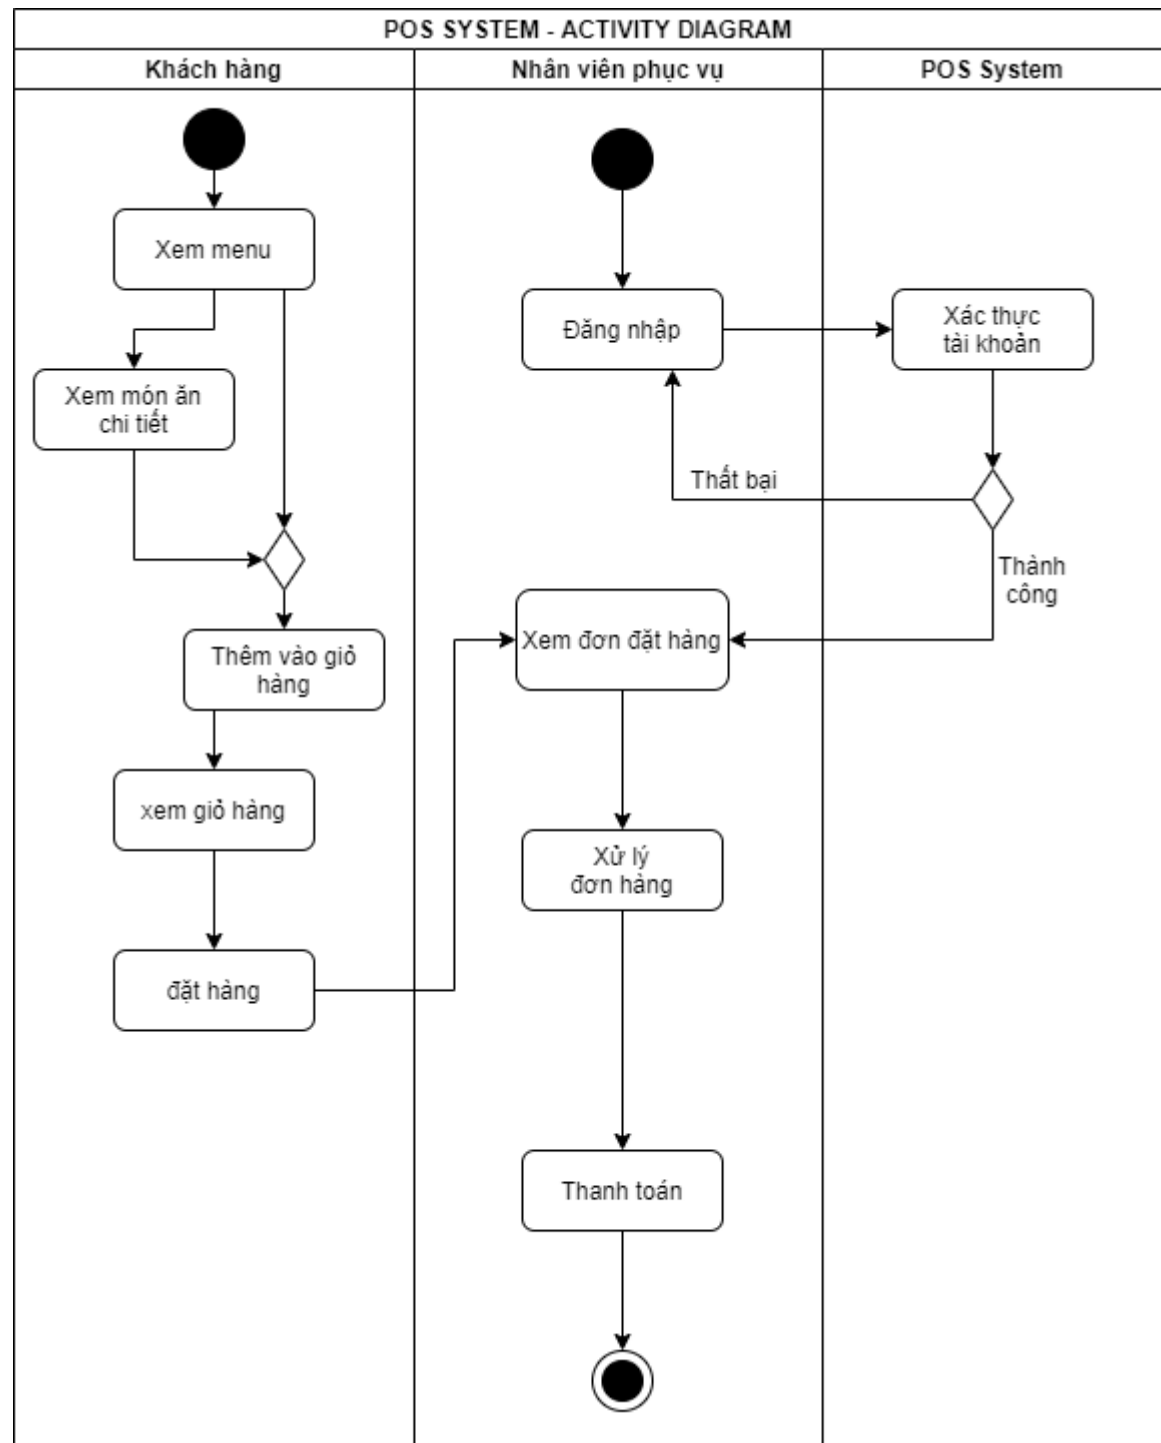 POS SYSTEM - ACTIVITY DIAGRAM
Khách hàng
Nhân viên phục vụ
POS System
Xem menu
Xem món ăn
chi tiết
Thêm vào giỏ
hàng
xem giỏ hàng
đặt hàng
Đăng nhập
Thất bại
Xem đơn đặt hàng
Xử lý
đơn hàng
Thanh toán
Xác thực
tài khoản
Thành
công